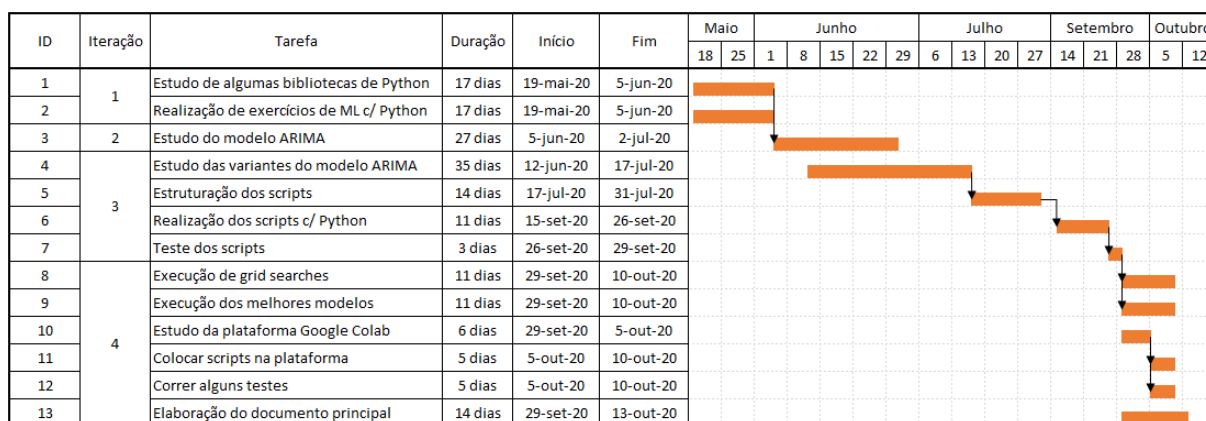 ID Iteração Tarefa Duração Início Fim Maio Junho Julho Setembro Outubro
18 25 1 8 15 22 29 6 13 20 27 14 21 28 5 12
1 1 Estudo de algumas bibliotecas de Python 17 dias 19-mai-20 5-jun-20
2 Realização de exercícios de ML c/ Python 17 dias 19-mai-20 5-jun-20
3 2 Estudo do modelo ARIMA 27 dias 5-jun-20 2-jul-20
4 3 Estudo das variantes do modelo ARIMA 35 dias 12-jun-20 17-jul-20
5 Estruturação dos scripts 14 dias 17-jul-20 31-jul-20
6 Realização dos scripts c/ Python 11 dias 15-set-20 26-set-20
7 Teste dos scripts 3 dias 26-set-20 29-set-20
8 4 Execução de grid searches 11 dias 29-set-20 10-out-20
9 Execução dos melhores modelos 11 dias 29-set-20 10-out-20
10 Estudo da plataforma Google Colab 6 dias 29-set-20 5-out-20
11 Colocar scripts na plataforma 5 dias 5-out-20 10-out-20
12 Correr alguns testes 5 dias 5-out-20 10-out-20
13 Elaboração do documento principal 14 dias 29-set-20 13-out-20